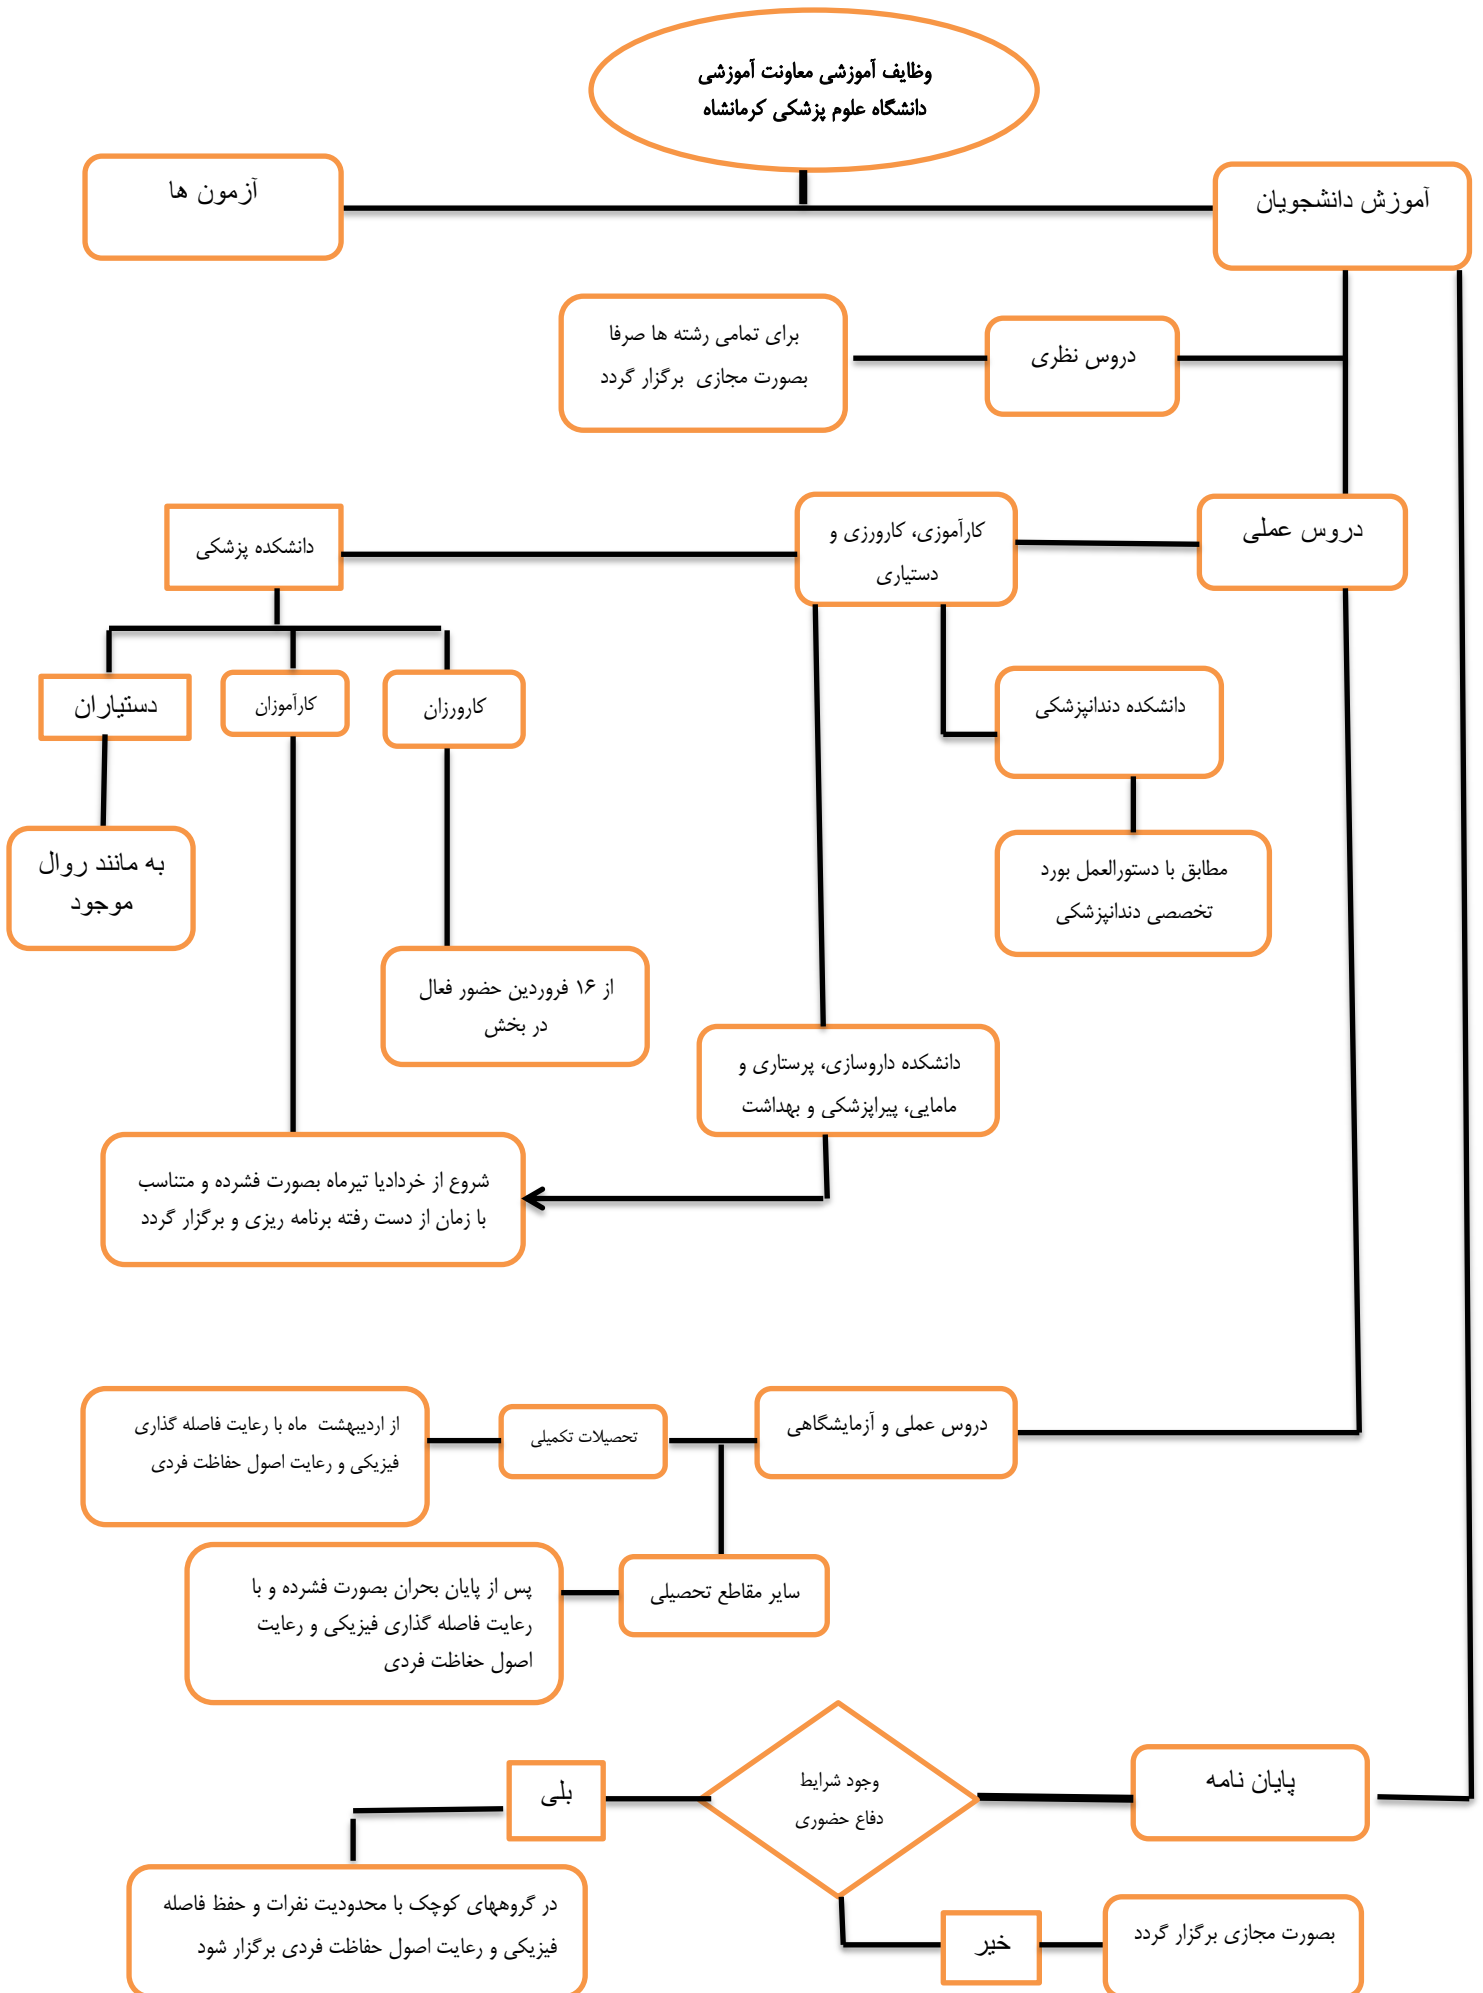 وظایف آموزشی معاونت آموزشی
دانشگاه علوم پزشکی کرمانشاه
آموزش دانشجویان
آزمون ها
دروس نظری
برای تمامی رشته ها صرفا
بصورت مجازی برگزار گردد
دروس عملی
کارآموزی، کارورزی و
دستیاری
دانشکده پزشکی
کارورزان
کارآموزان
دستیاران
دانشکده دندانپزشکی
مطابق با دستورالعمل بورد
تخصصی دندانپزشکی
به مانند روال
موجود
از ۱۶ فروردین حضور فعال
در بخش
دانشکده داروسازی، پرستاری و
مامایی، پیراپزشکی و بهداشت
شروع از خردادیا تیرماه بصورت فشرده و متناسب
با زمان از دست رفته برنامه ریزی و برگزار گردد
دروس عملی و آزمایشگاهی
تحصیلات تکمیلی
از اردیبهشت ماه با رعایت فاصله گذاری
فیزیکی و رعایت اصول حفاظت فردی
سایر مقاطع تحصیلی
پس از پایان بحران بصورت فشرده و با
رعایت فاصله گذاری فیزیکی و رعایت
اصول حغاظت فردی
پایان نامه
وجود شرایط
دفاع حضوری
بلی
در گروههای کوچک با محدودیت نفرات و حفظ فاصله
فیزیکی و رعایت اصول حفاظت فردی برگزار شود
خیر
بصورت مجازی برگزار گردد